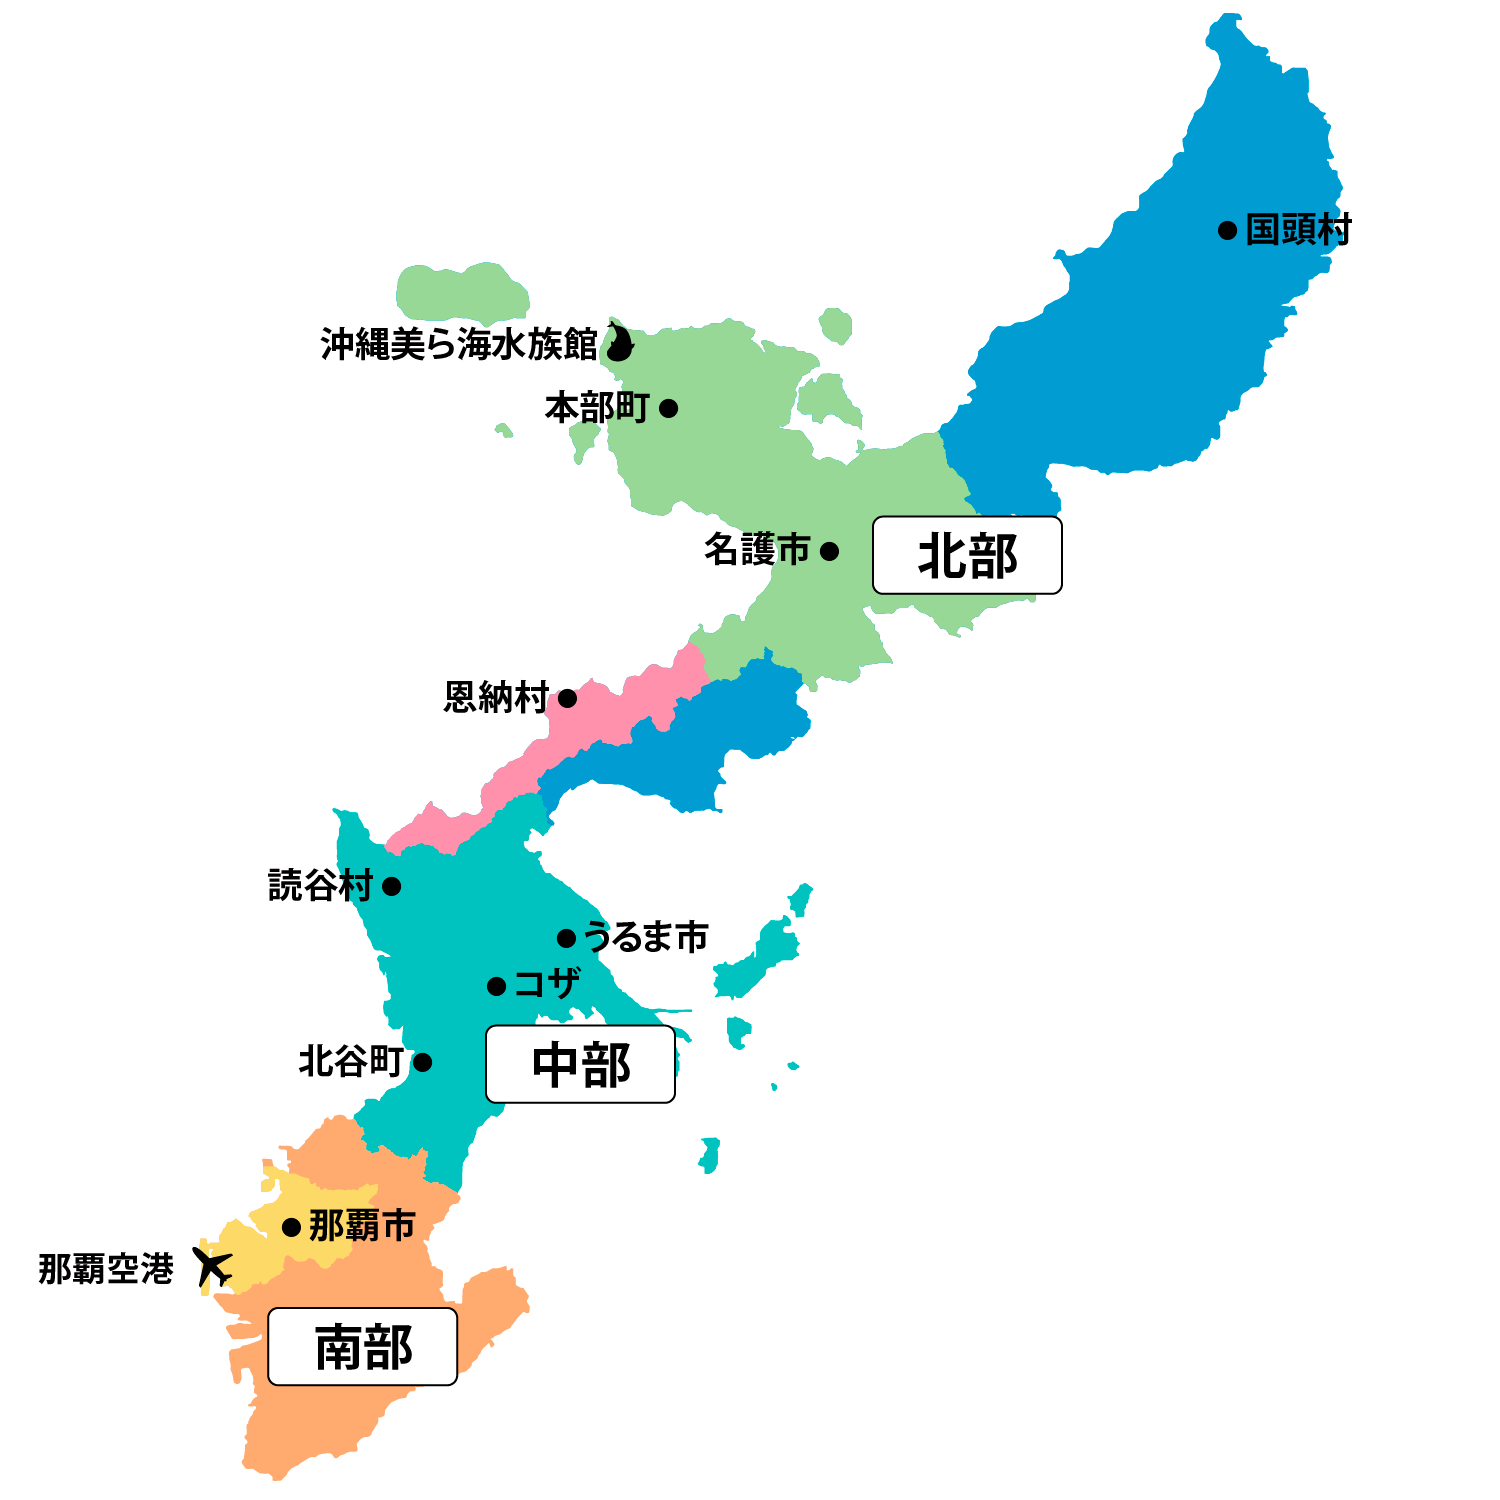 国頭村
沖縄美ら海水族館
本部町
名護市
北部
恩納村
読谷村
うるま市
コザ
北谷町
中部
那覇市
那覇空港
南部